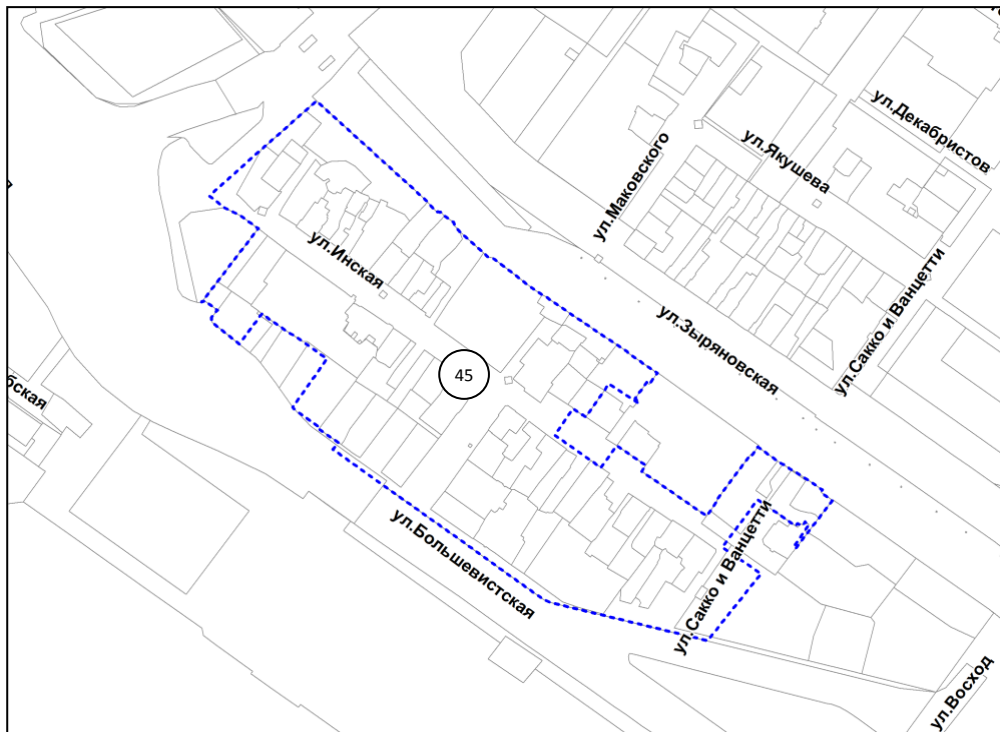 ул.Декабристов
ул.Якушева
ул.Маковского
ул.Инская
ул.Зыряновская
ул.Сакко и Ванцетти
45
ул.Большевистская
ул.Сакко и Ванцетти
ул.Восход